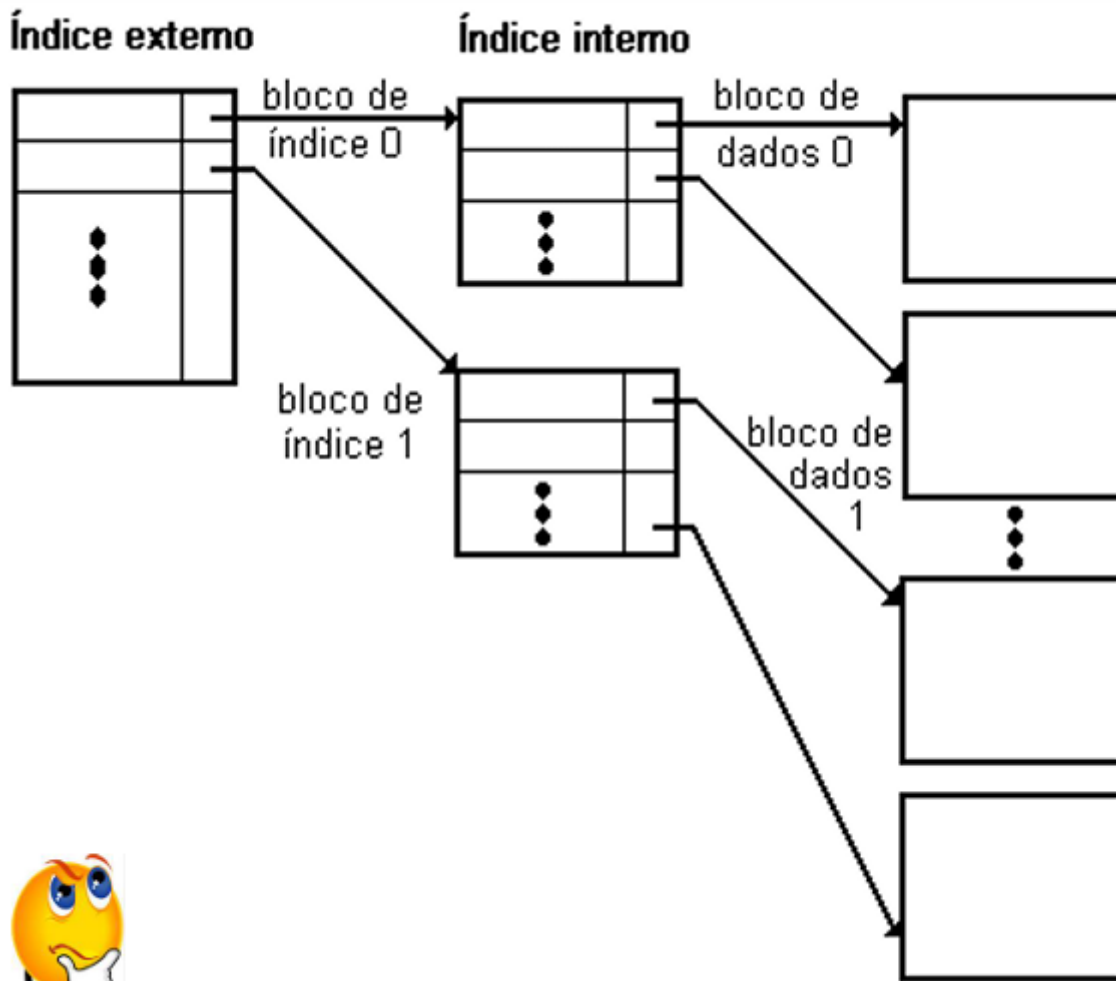 Índice externo
Índice interno
bloco de
índice 0
bloco de
dados 0
bloco de
índice 1
bloco de
dados
1